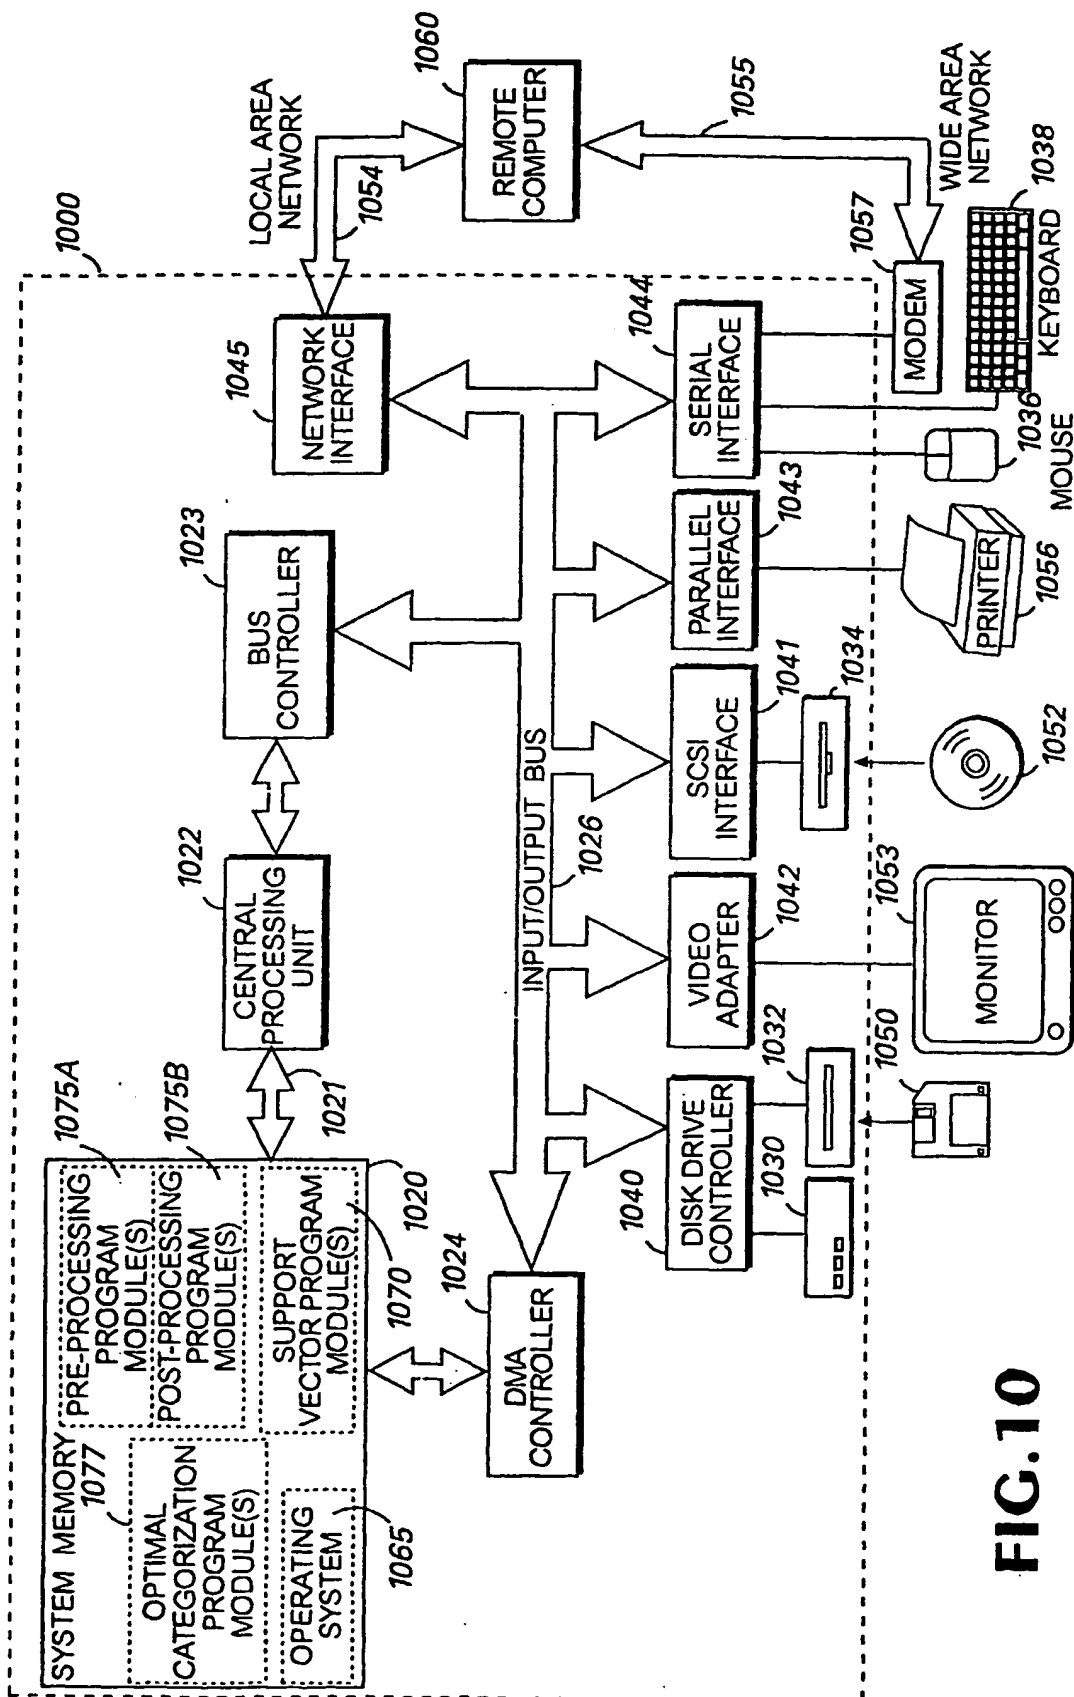 1000
SYSTEM MEMORY
1077
OPTIMAL
CATEGORIZATION
PROGRAM
MODULE(S)
OPERATING
SYSTEM
1065
PRE-PROCESSING
PROGRAM
MODULE(S)
1075A
POST-PROCESSING
PROGRAM
MODULE(S)
1075B
SUPPORT
VECTOR PROGRAM
MODULE(S)
1070
1020
1021
CENTRAL
PROCESSING
UNIT
1022
BUS
CONTROLLER
1023
NETWORK
INTERFACE
1045
LOCAL AREA
NETWORK
1054
REMOTE
COMPUTER
1060
1055
WIDE AREA
NETWORK
DMA
CONTROLLER
1024
INPUT/OUTPUT BUS
1026
DISK DRIVE
CONTROLLER
1040
VIDEO
ADAPTER
1042
SCSI
INTERFACE
1041
PARALLEL
INTERFACE
1043
SERIAL
INTERFACE
1044
1030
1032
1034
MODEM
1057
1050
MONITOR
1053
1052
PRINTER
1056
MOUSE
1036
KEYBOARD
1038
FIG.10